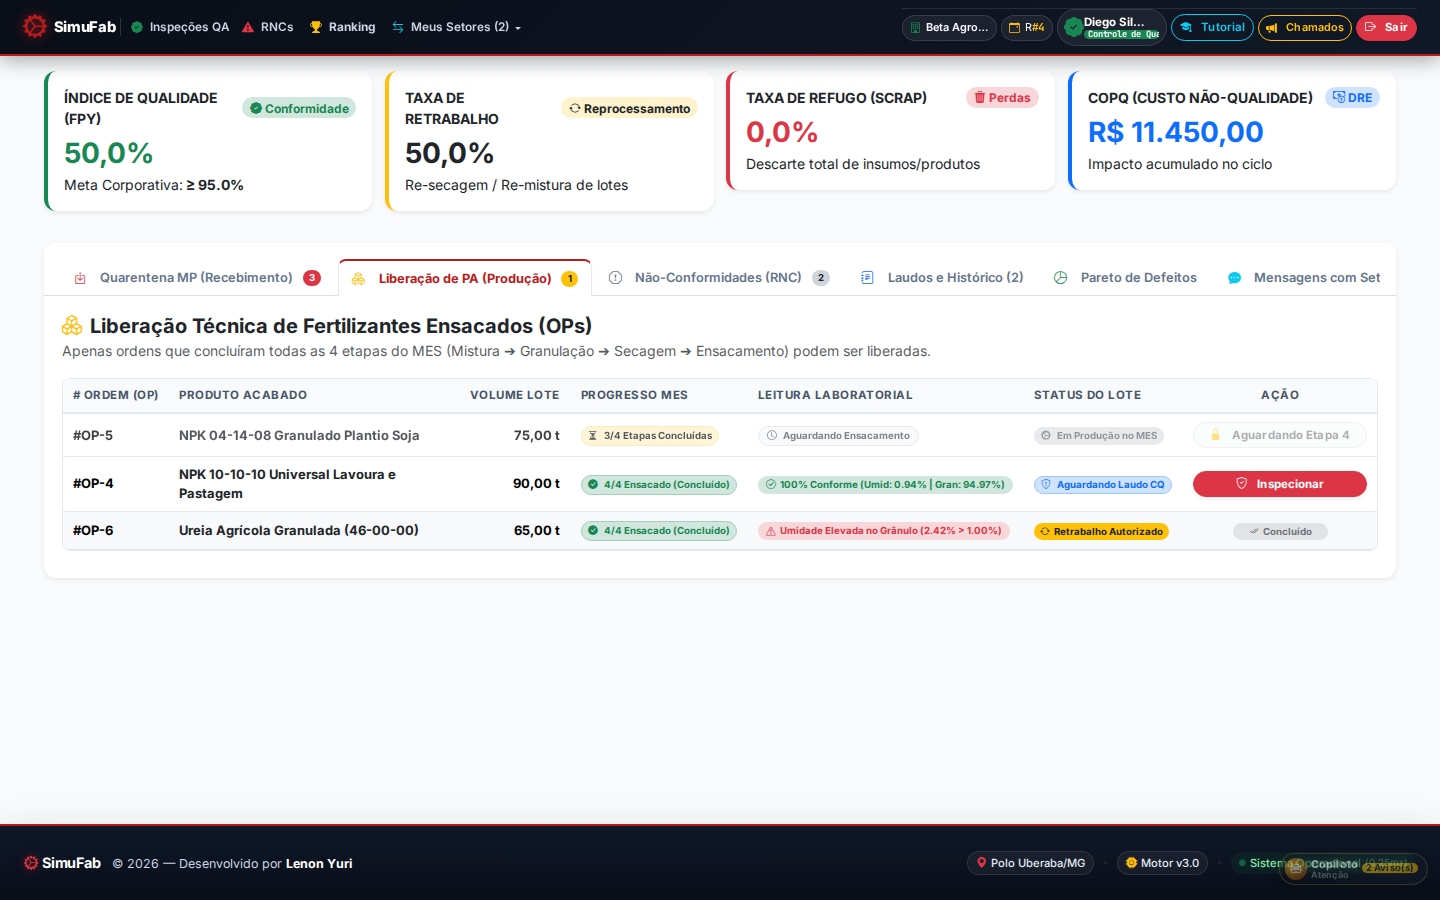 SimuFab
Inspeções QA
RNCs
Ranking
Meus Setores (2)
Beta Agro...
R#4
Diego Sil...
Controle de Qua
Tutorial
Chamados
Sair
ÍNDICE DE QUALIDADE (FPY)
Conformidade
50,0%
Meta Corporativa: ≥ 95.0%
TAXA DE RETRABALHO
Reprocessamento
50,0%
Re-secagem / Re-mistura de lotes
TAXA DE REFUGO (SCRAP)
Perdas
0,0%
Descarte total de insumos/produtos
COPQ (CUSTO NÃO-QUALIDADE)
DRE
R$ 11.450,00
Impacto acumulado no ciclo
Quarentena MP (Recebimento) 3
Liberação de PA (Produção) 1
Não-Conformidades (RNC) 2
Laudos e Histórico (2)
Pareto de Defeitos
Mensagens com Set
Liberação Técnica de Fertilizantes Ensacados (OPs)
Apenas ordens que concluíram todas as 4 etapas do MES (Mistura ➔ Granulação ➔ Secagem ➔ Ensacamento) podem ser liberadas.
# ORDEM (OP) PRODUTO ACABADO VOLUME LOTE PROGRESSO MES LEITURA LABORATORIAL STATUS DO LOTE AÇÃO
#OP-5 NPK 04-14-08 Granulado Plantio Soja 75,00 t 3/4 Etapas Concluídas Aguardando Ensacamento Em Produção no MES Aguardando Etapa 4
#OP-4 NPK 10-10-10 Universal Lavoura e Pastagem 90,00 t 4/4 Ensacado (Concluído) 100% Conforme (Umid: 0.94% | Gran: 94.97%) Aguardando Laudo CQ Inspecionar
#OP-6 Ureia Agrícola Granulada (46-00-00) 65,00 t 4/4 Ensacado (Concluído) Umidade Elevada no Grânulo (2.42% > 1.00%) Retrabalho Autorizado Concluído
SimuFab
© 2026 — Desenvolvido por Lenon Yuri
Polo Uberaba/MG
Motor v3.0
Copiloto
Atenção
2 Aviso(s)